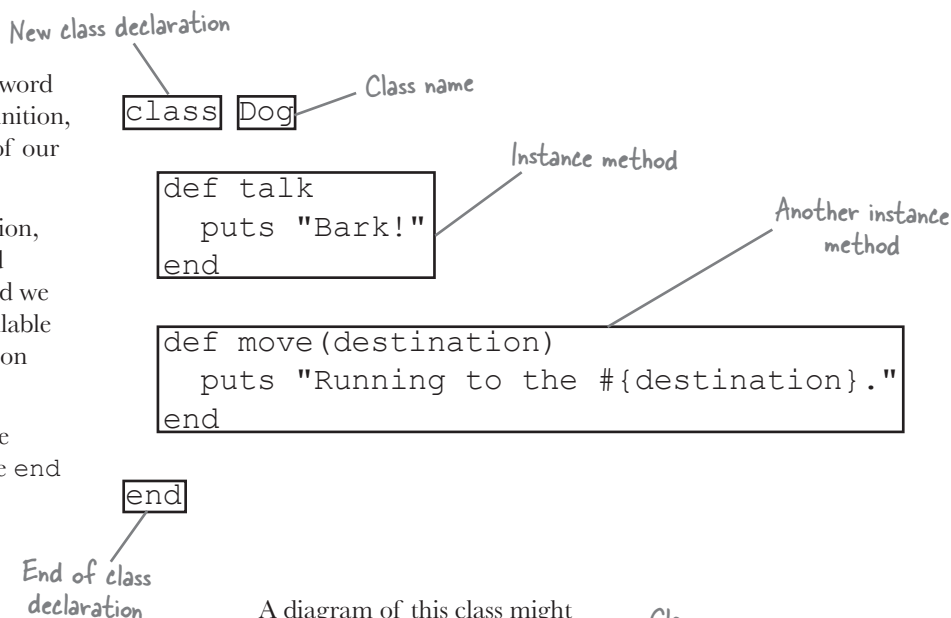 New class declaration
word
Class name
class Dog
nition,
of our
Instance method
def talk
puts "Bark!"
end
Another instance
method
ion,
d we
lable
on
def move(destination)
puts "Running to the #{destination}."
end
e
e end
end
End of class
declaration
A diagram of this class might